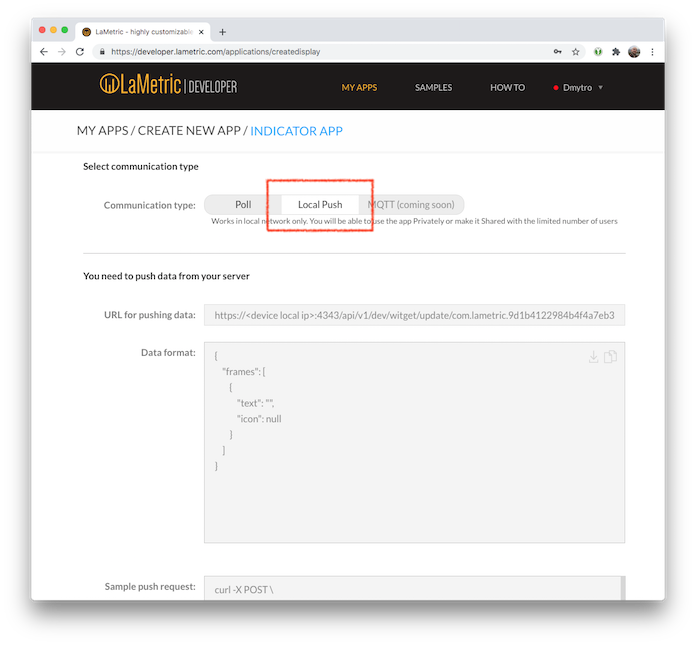 LaMetric - highly customizable
https://developer.lametric.com/applications/createdisplay
LaMetric | DEVELOPER
MY APPS
SAMPLES
HOW TO
Dmytro
MY APPS / CREATE NEW APP / INDICATOR APP
Select communication type
Communication type:
Poll
Local Push
MQTT (coming soon)
Works in local network only. You will be able to use the app Privately or make it Shared with the limited number of users
You need to push data from your server
URL for pushing data:
https://<device local ip>:4343/api/v1/dev/witget/update/com.lametric.9d1b4122984b4f4a7eb3
Data format:
{
"frames": [
{
"text": "",
"icon": null
}
]
}
Sample push request:
curl -X POST \